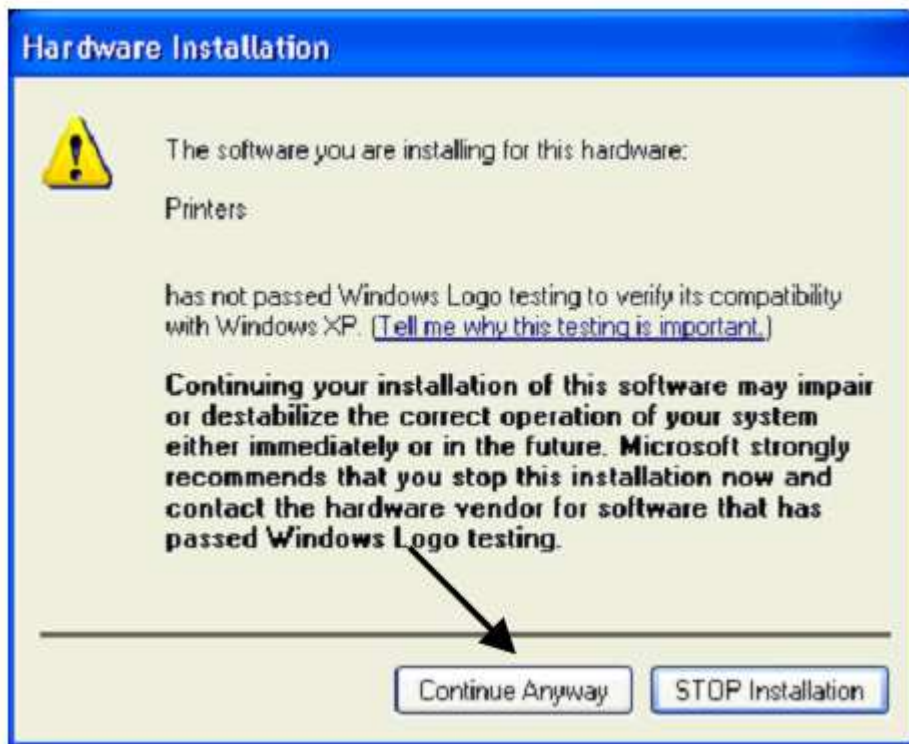 Hardware Installation
The software you are installing for this hardware:
Printers
has not passed Windows Logo testing to verify its compatibility
with Windows XP. (Tell me why this testing is important.)
Continuing your installation of this software may impair
or destabilize the correct operation of your system
either immediately or in the future. Microsoft strongly
recommends that you stop this installation now and
contact the hardware vendor for software that has
passed Windows Logo testing.
Continue Anyway
STOP Installation